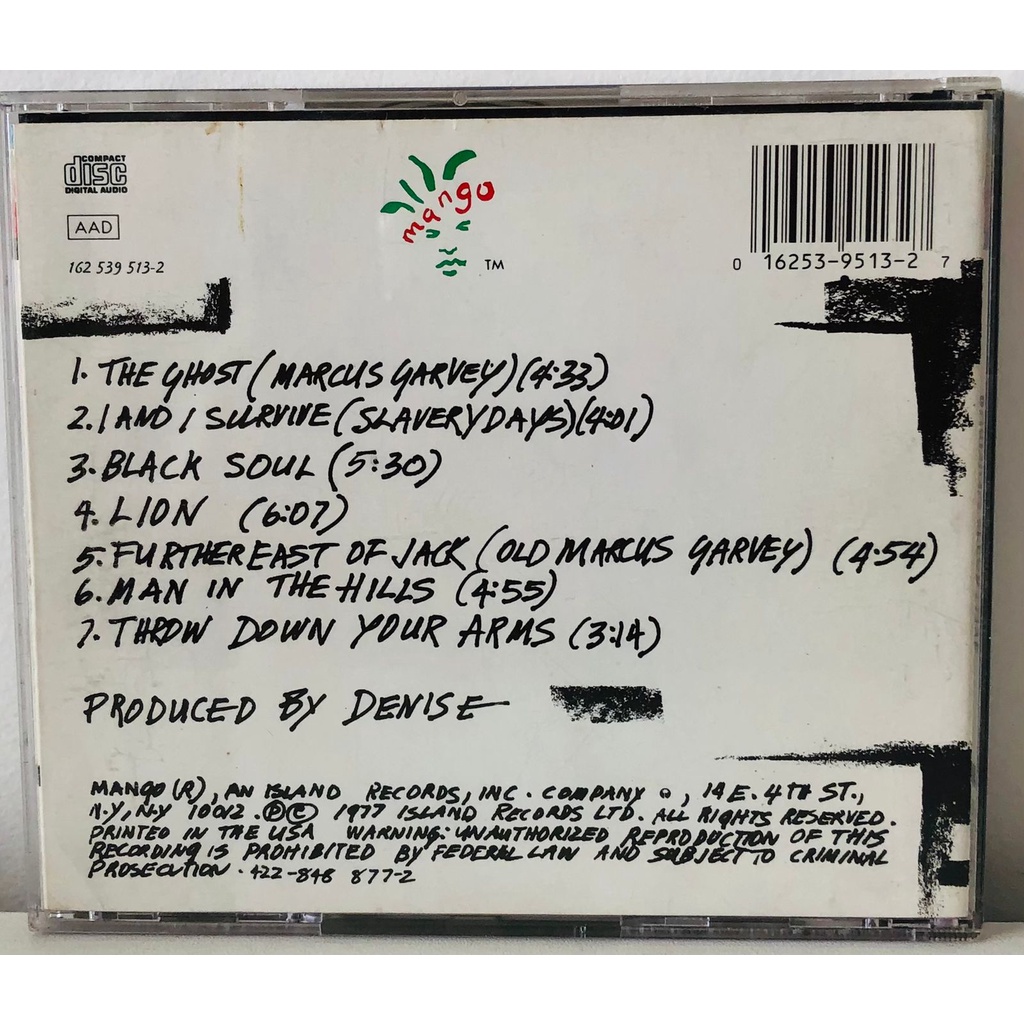 COMPACT
disc
DIGITAL AUDIO
AAD
162 539 513-2
mango
TM
0 16253-9513-2 7
1. THE GHOST (MARCUS GARVEY) (4:33)
2. I AND I SURVIVE (SLAVERY DAYS) (4:01)
3. BLACK SOUL (5:30)
4. LION (6:07)
5. FURTHER EAST OF JACK (OLD MARCUS GARVEY) (4:54)
6. MAN IN THE HILLS (4:55)
7. THROW DOWN YOUR ARMS (3:14)
PRODUCED BY DENISE
MANGO (R), AN ISLAND RECORDS, INC. COMPANY, 14 E. 4TH ST.,
N.Y, N.Y 10012. ℗© 1977 ISLAND RECORDS LTD. ALL RIGHTS RESERVED.
PRINTED IN THE USA WARNING: UNAUTHORIZED REPRODUCTION OF THIS
RECORDING IS PROHIBITED BY FEDERAL LAW AND SUBJECT TO CRIMINAL
PROSECUTION. 422-848 877-2